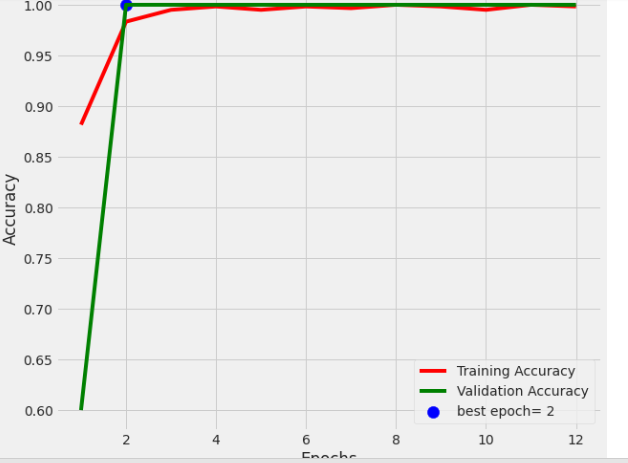 1.00
0.95
0.90
0.85
0.80
0.75
0.70
0.65
0.60
Accuracy
2 4 6 8 10 12
Epochs
Training Accuracy
Validation Accuracy
best epoch= 2